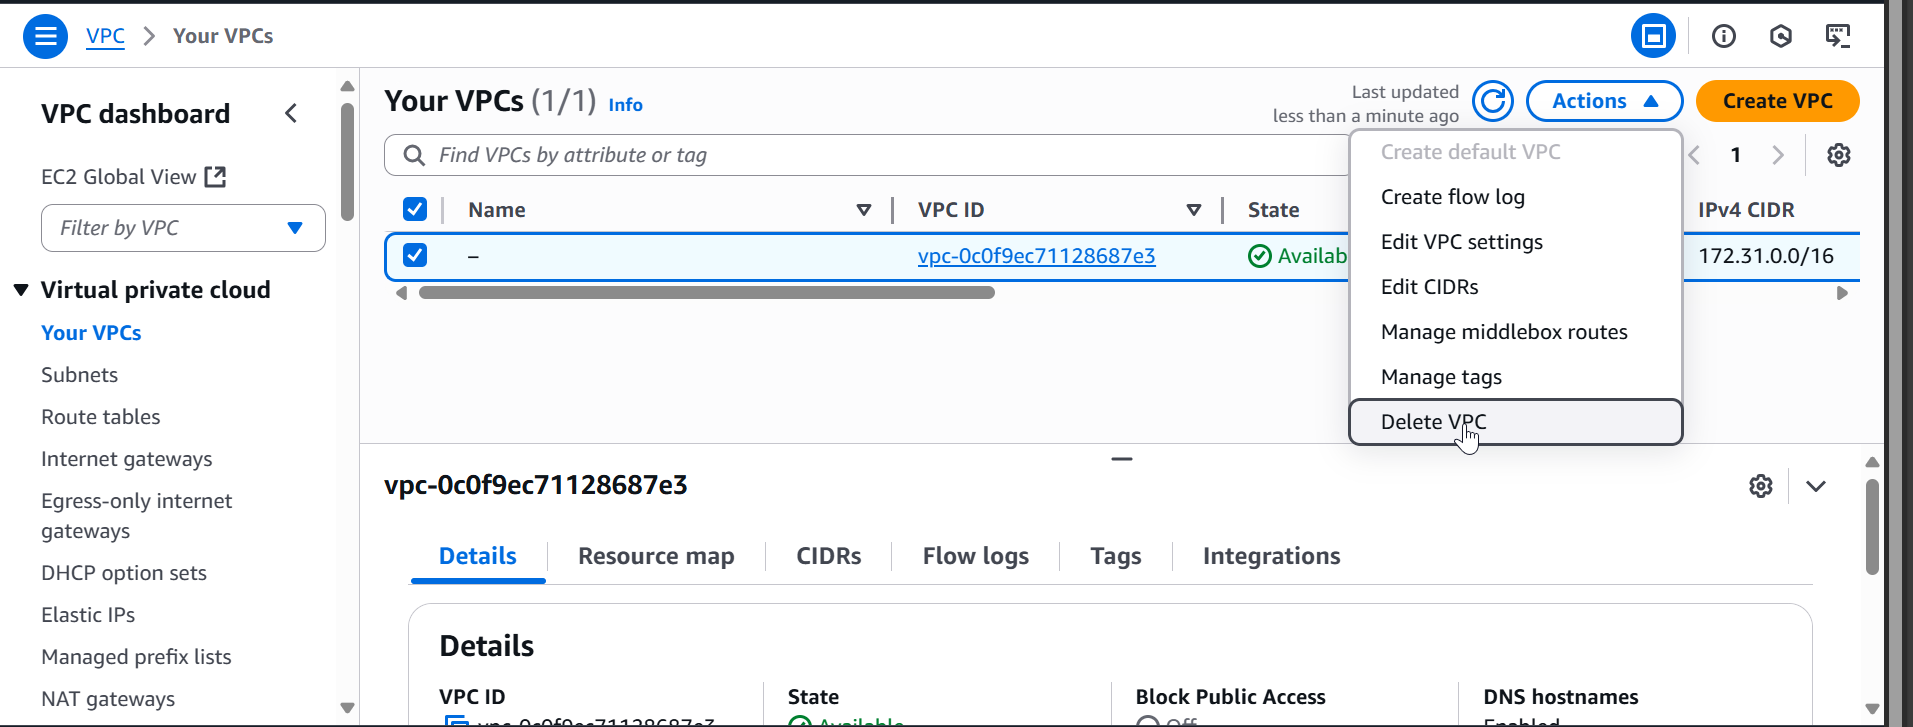 VPC > Your VPCs
VPC dashboard
EC2 Global View
Filter by VPC
Virtual private cloud
Your VPCs
Subnets
Route tables
Internet gateways
Egress-only internet
gateways
DHCP option sets
Elastic IPs
Managed prefix lists
NAT gateways
Your VPCs (1/1) Info
Last updated
less than a minute ago
Actions
Create VPC
Find VPCs by attribute or tag
1
Name
VPC ID
State
IPv4 CIDR
–
vpc-0c0f9ec71128687e3
Availab
172.31.0.0/16
Create default VPC
Create flow log
Edit VPC settings
Edit CIDRs
Manage middlebox routes
Manage tags
Delete VPC
vpc-0c0f9ec71128687e3
Details
Resource map
CIDRs
Flow logs
Tags
Integrations
Details
VPC ID
State
Block Public Access
DNS hostnames
vpc-0c0f9ec71128687e3
Available
Off
Enabled